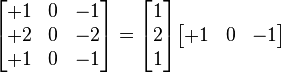 [+1 0 −1] = [1] [+1 0 −1]
[+2 0 −2] [2]
[+1 0 −1] [1]